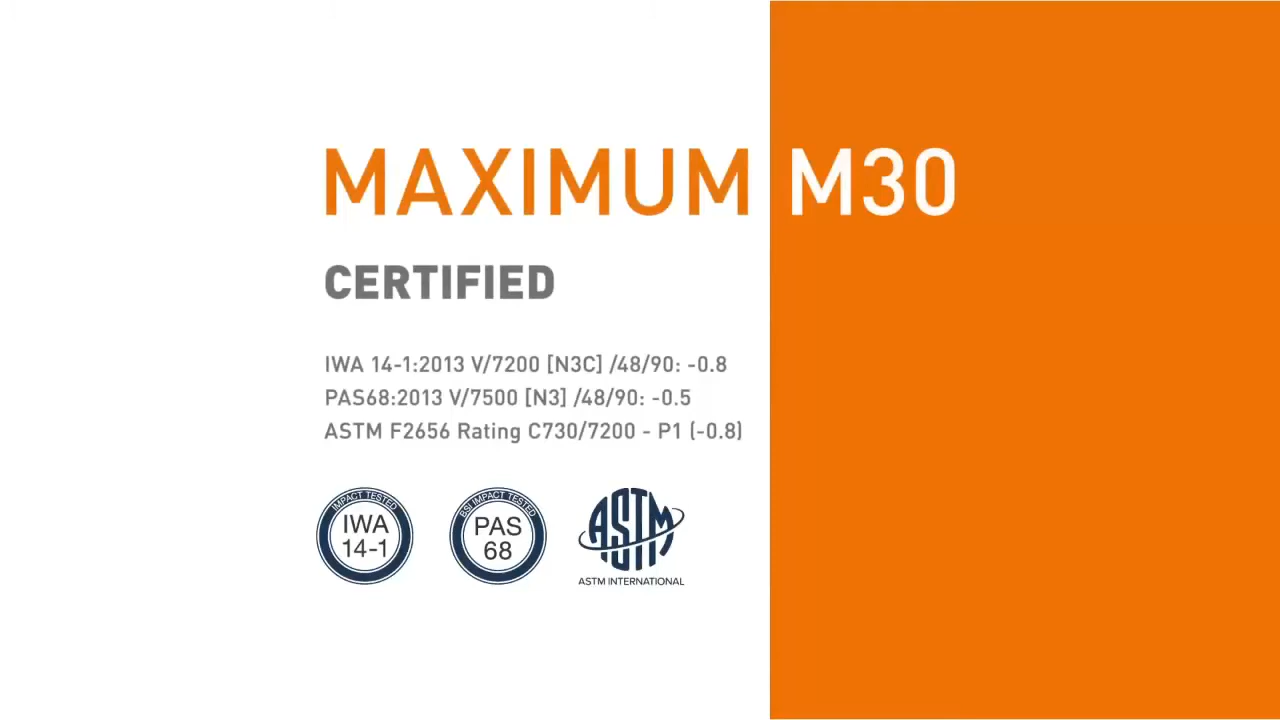 MAXIMUM M30
CERTIFIED
IWA 14-1:2013 V/7200 [N3C] /48/90: -0.8
PAS68:2013 V/7500 [N3] /48/90: -0.5
ASTM F2656 Rating C730/7200 - P1 (-0.8)
IMPACT TESTED
IWA
14-1
BSI IMPACT TESTED
PAS
68
ASTM
ASTM INTERNATIONAL